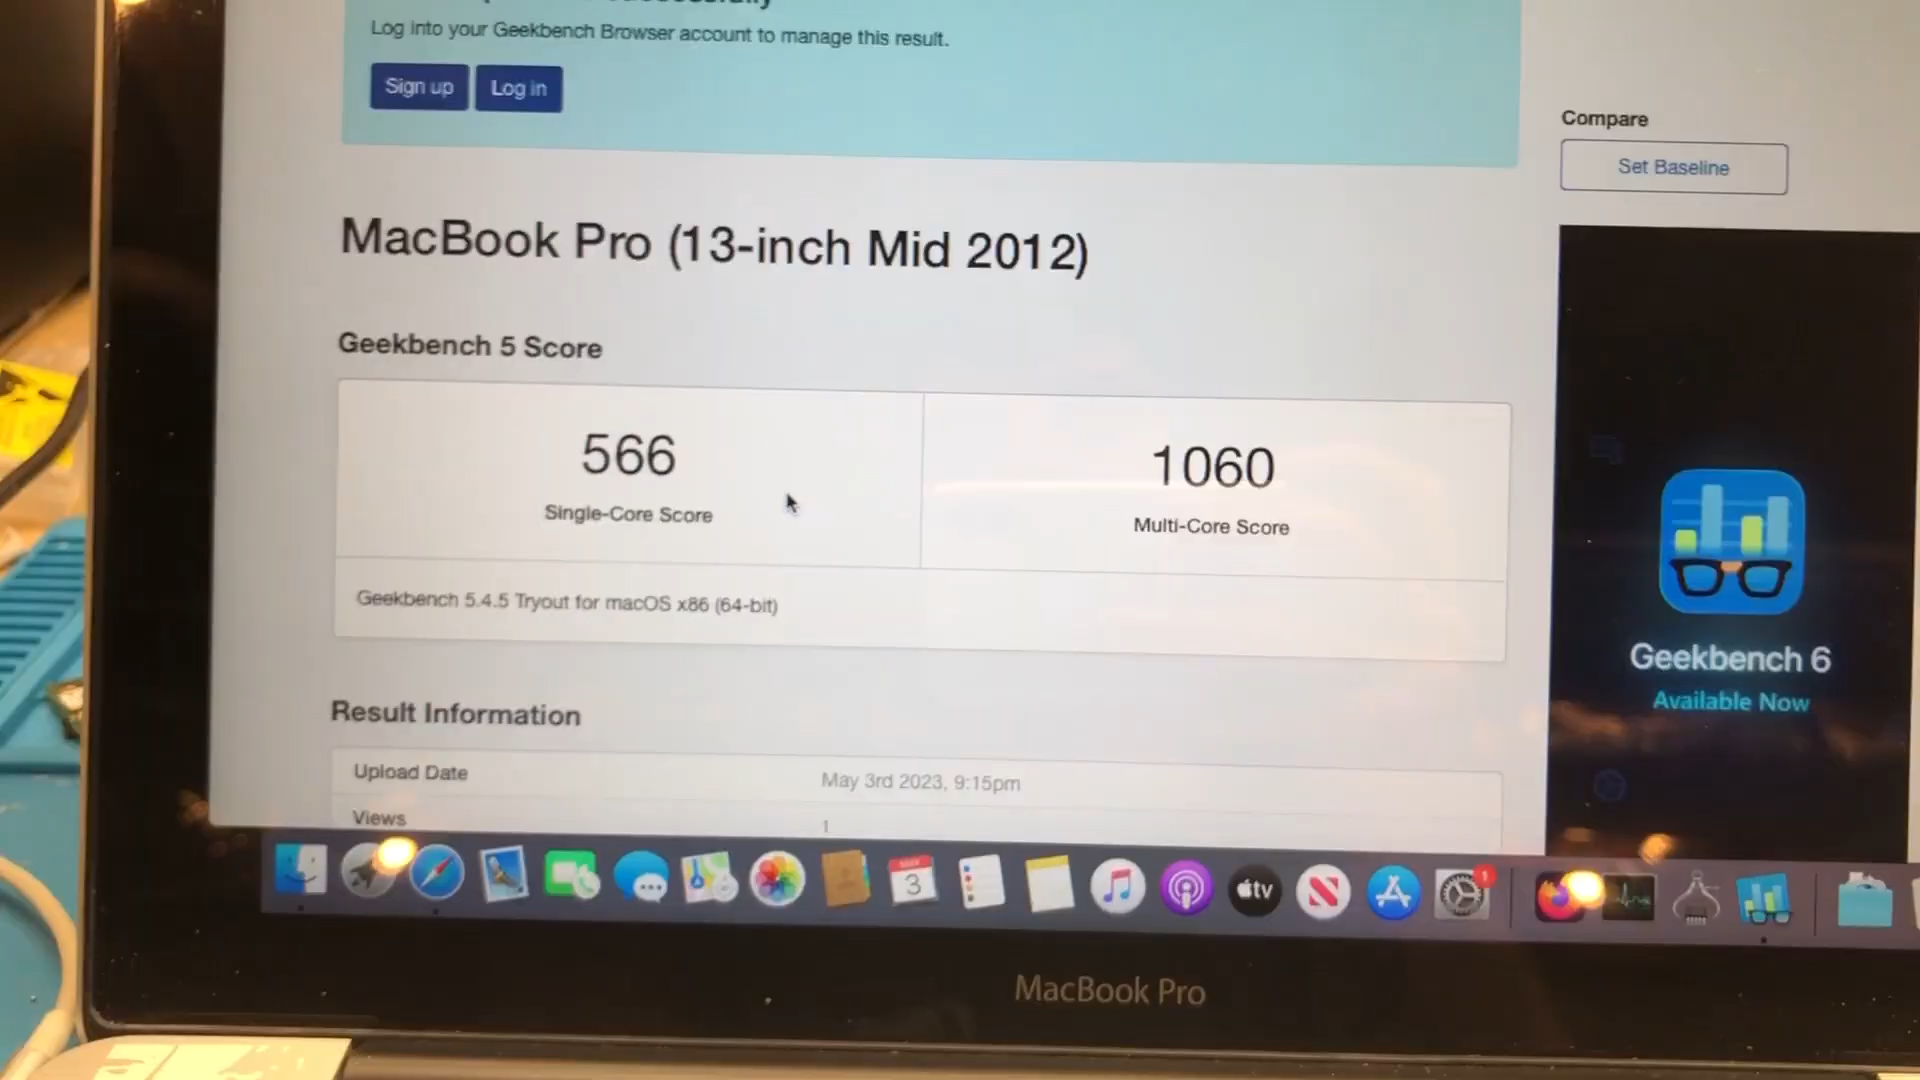 Log into your Geekbench Browser account to manage this result.
Sign up
Log in
Compare
Set Baseline
MacBook Pro (13-inch Mid 2012)
Geekbench 5 Score
566
Single-Core Score
1060
Multi-Core Score
Geekbench 5.4.5 Tryout for macOS x86 (64-bit)
Geekbench 6
Available Now
Result Information
Upload Date
May 3rd 2023, 9:15pm
Views
1
3
tv
1
MacBook Pro